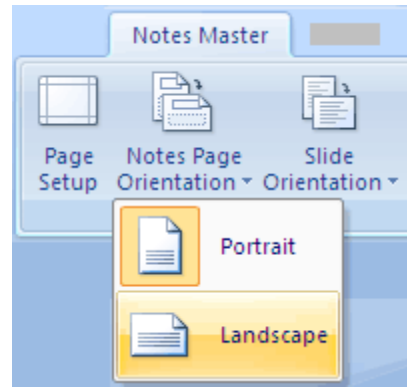 Notes Master
Page Setup
Notes Page Orientation
Slide Orientation
Portrait
Landscape